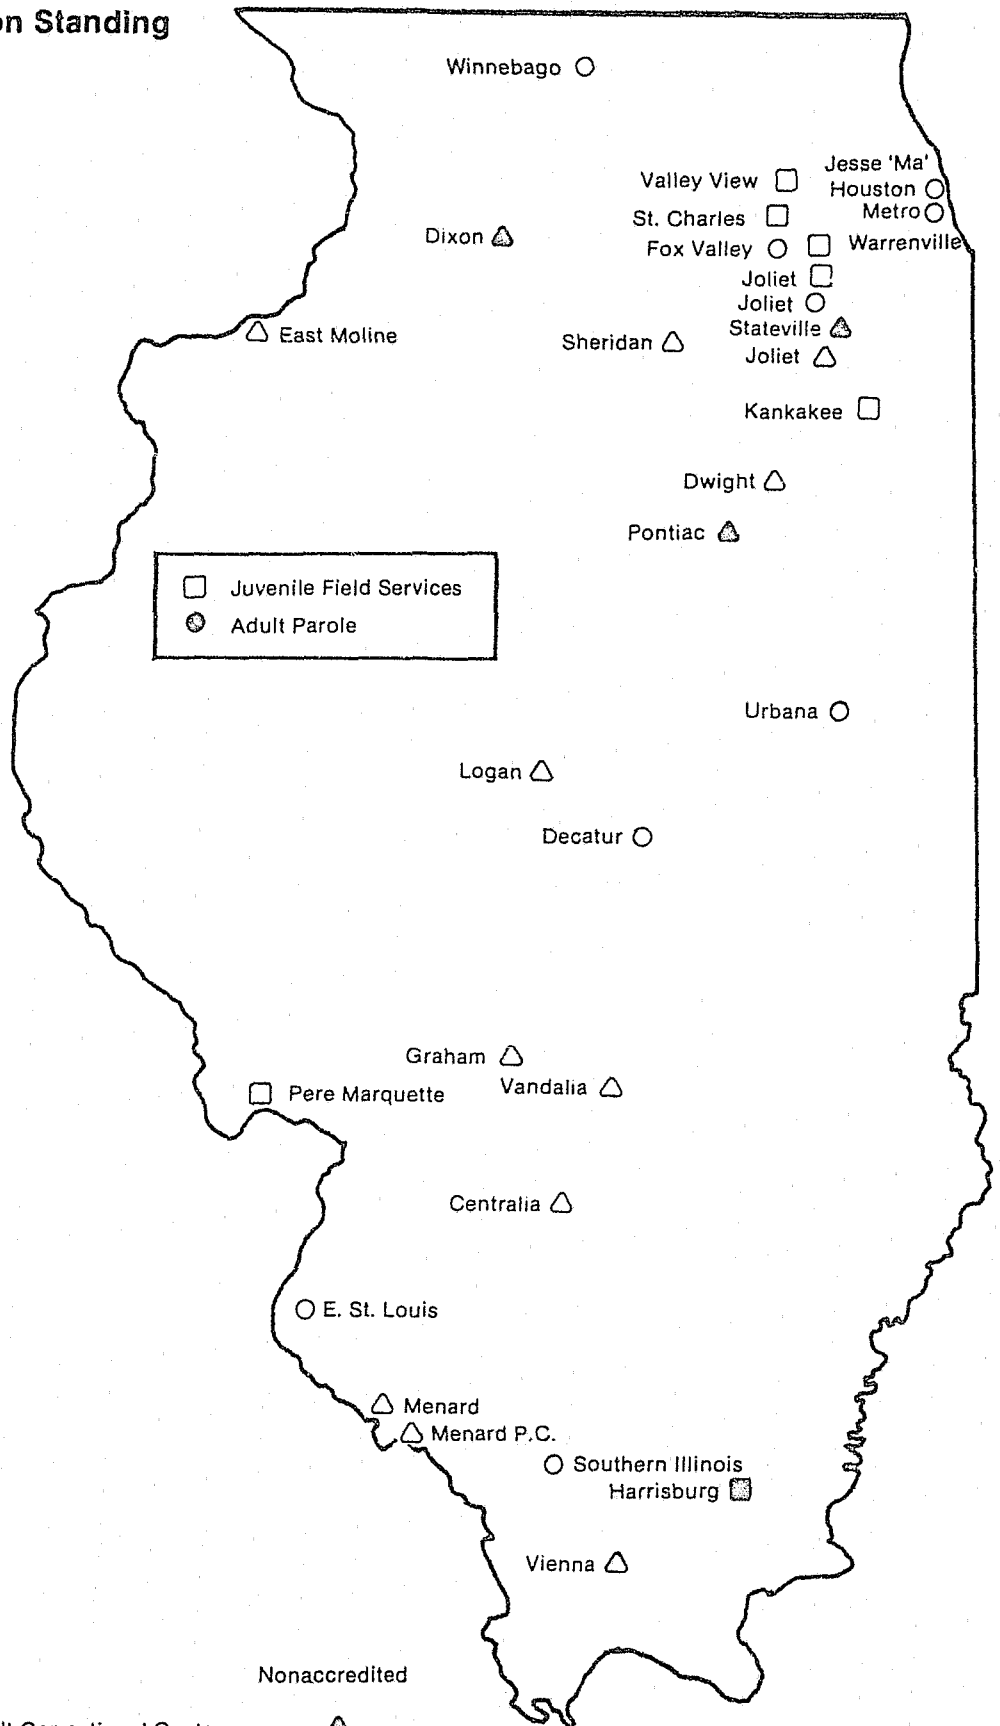 on Standing
Winnebago
Jesse 'Ma'
Valley View
Houston
St. Charles
Metro
Dixon
Fox Valley
Warrenville
Joliet
Joliet
Stateville
East Moline
Sheridan
Joliet
Kankakee
Dwight
Pontiac
Juvenile Field Services
Adult Parole
Urbana
Logan
Decatur
Graham
Vandalia
Pere Marquette
Centralia
E. St. Louis
Menard
Menard P.C.
Southern Illinois
Harrisburg
Vienna
Nonaccredited